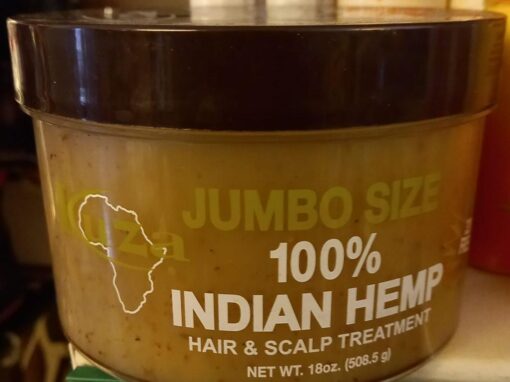 JUMBO SIZE
Kuza
100%
INDIAN HEMP
HAIR & SCALP TREATMENT
NET WT. 18oz. (508.5 g)